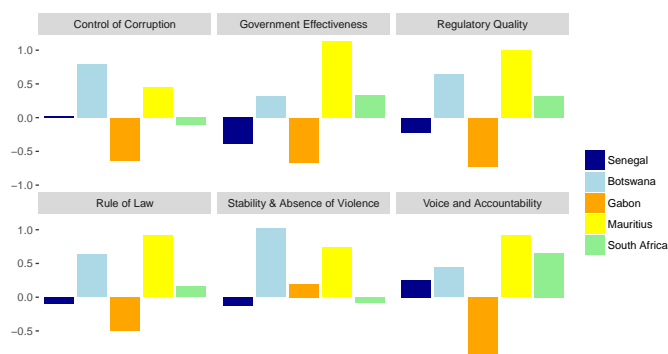 Control of Corruption
Government Effectiveness
Regulatory Quality
1.0
0.5
0.0
−0.5
−1.0
Rule of Law
Stability & Absence of Violence
Voice and Accountability
1.0
0.5
0.0
−0.5
Senegal
Botswana
Gabon
Mauritius
South Africa